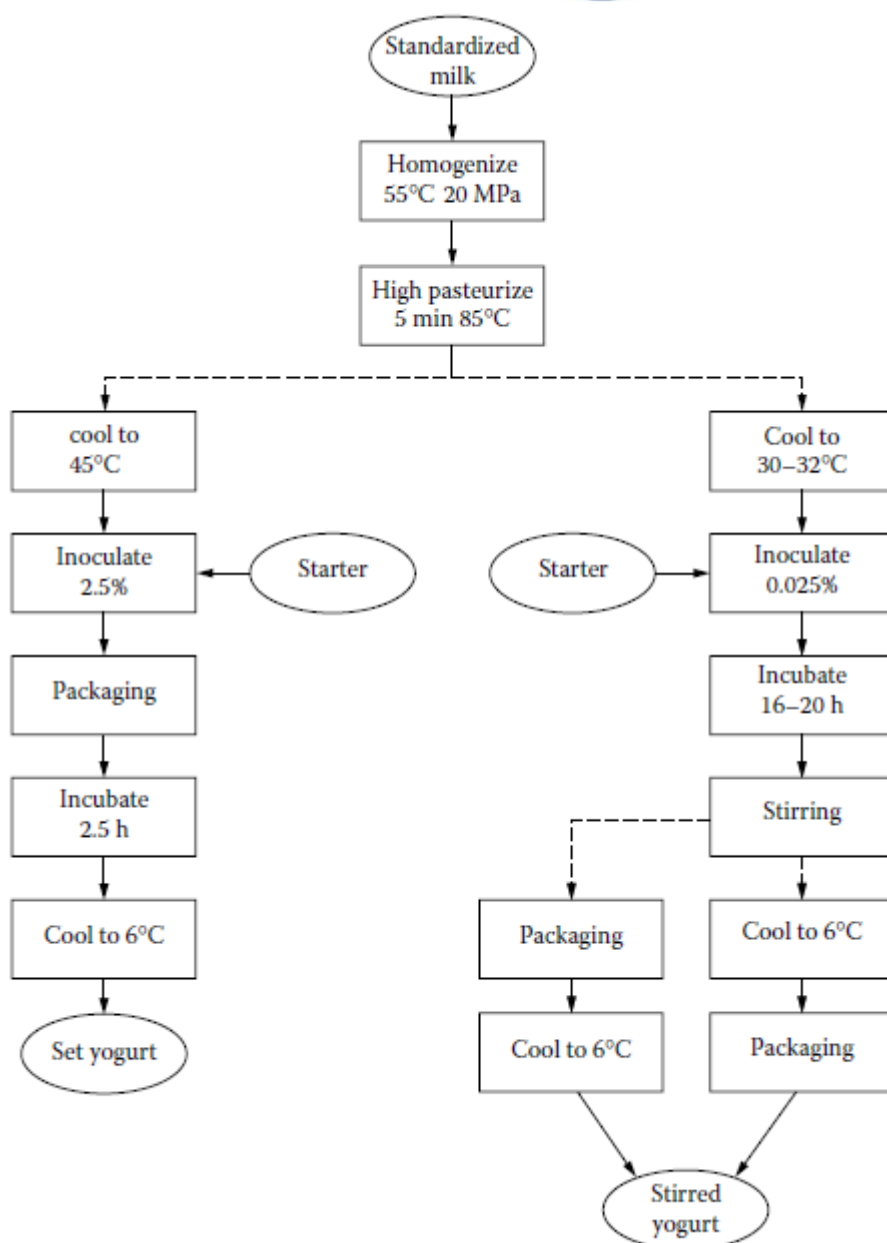 Standardized
milk
Homogenize
55°C 20 MPa
High pasteurize
5 min 85°C
cool to
45°C
Cool to
30–32°C
Inoculate
2.5%
Starter
Starter
Inoculate
0.025%
Packaging
Incubate
16–20 h
Incubate
2.5 h
Stirring
Cool to 6°C
Packaging
Cool to 6°C
Set yogurt
Cool to 6°C
Packaging
Stirred
yogurt